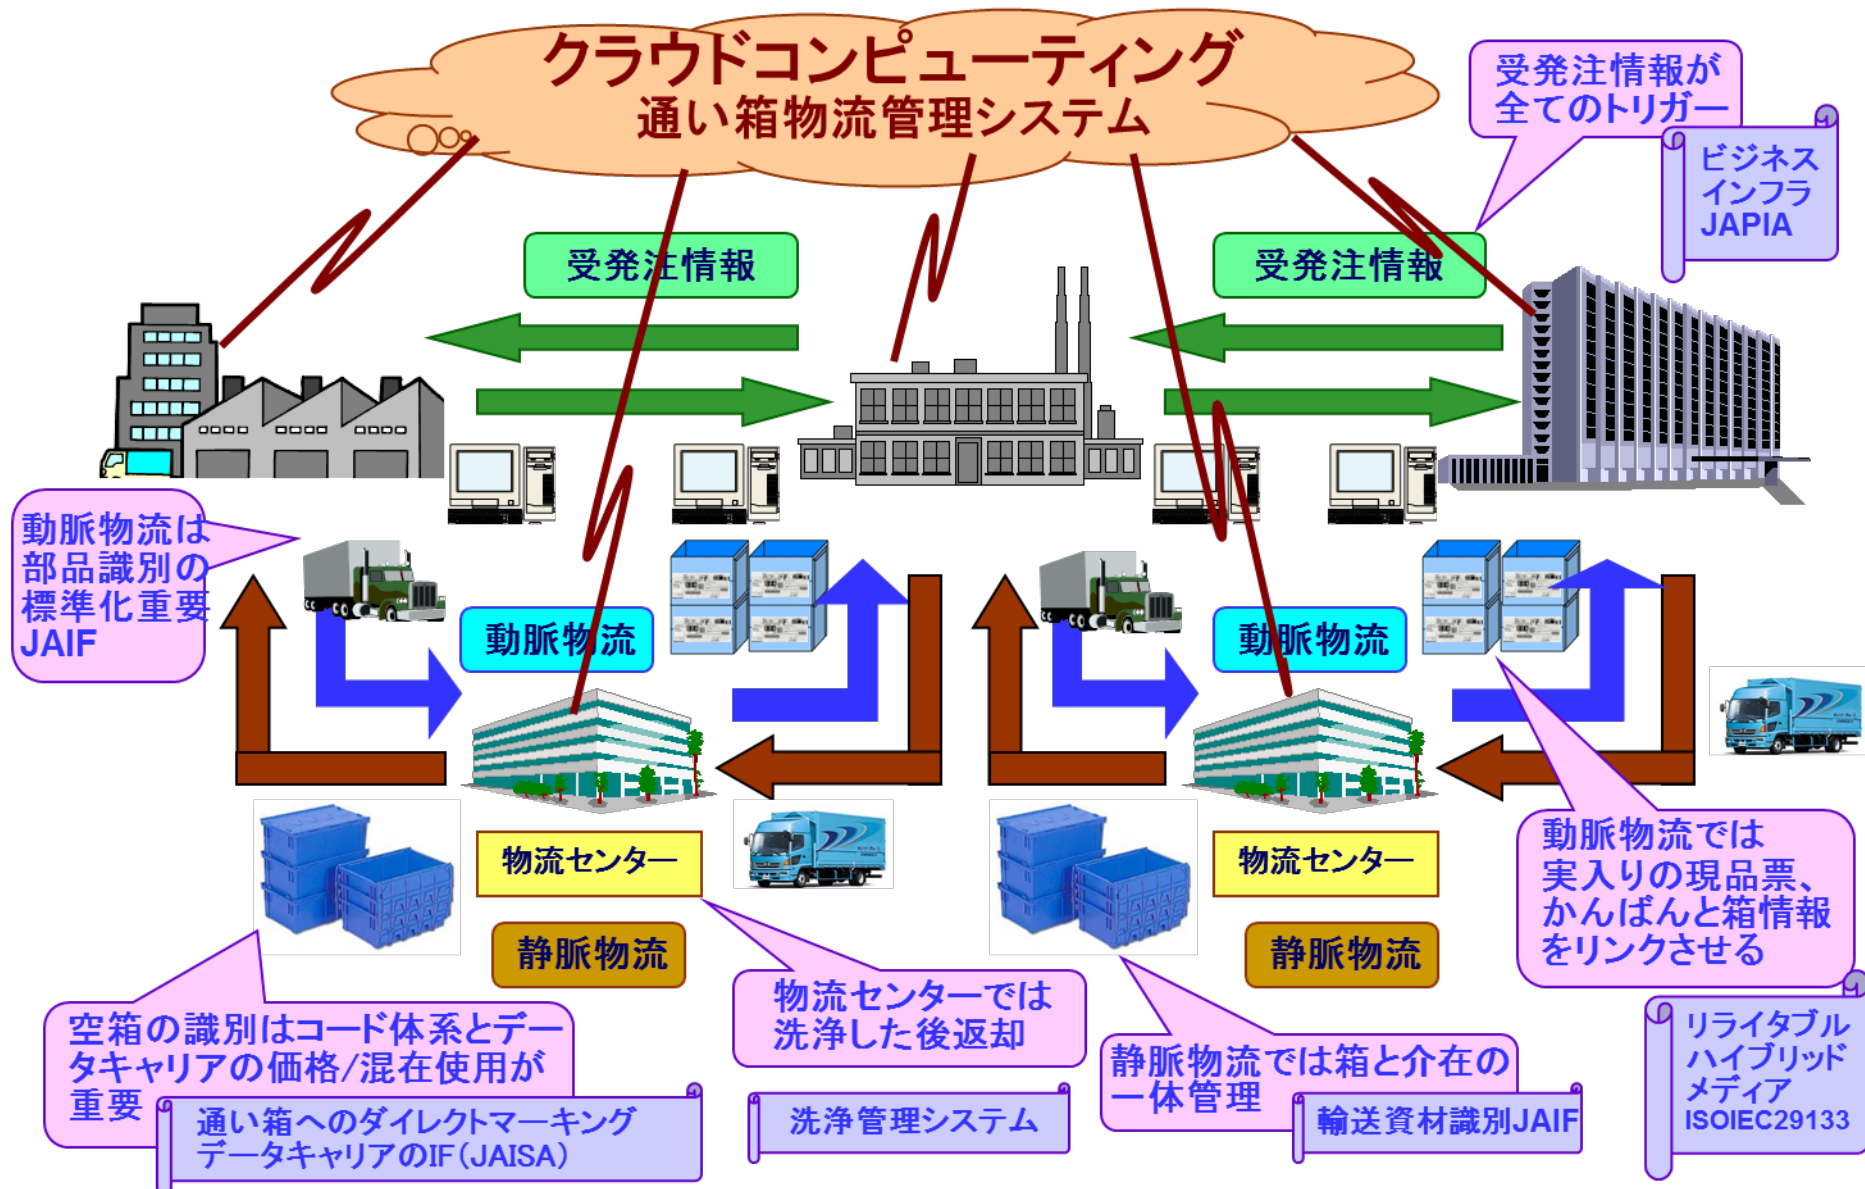 クラウドコンピューティング
通い箱物流管理システム
受発注情報が
全てのトリガー
ビジネス
インフラ
JAPIA
受発注情報
受発注情報
動脈物流は
部品識別の
標準化重要
JAIF
動脈物流
動脈物流
物流センター
物流センター
静脈物流
静脈物流
動脈物流では
実入りの現品票、
かんばんと箱情報
をリンクさせる
空箱の識別はコード体系とデー
タキャリアの価格/混在使用が
重要
通い箱へのダイレクトマーキング
データキャリアのIF(JAISA)
物流センターでは
洗浄した後返却
洗浄管理システム
静脈物流では箱と介在の
一体管理
輸送資材識別JAIF
リライタブル
ハイブリッド
メディア
ISOIEC29133